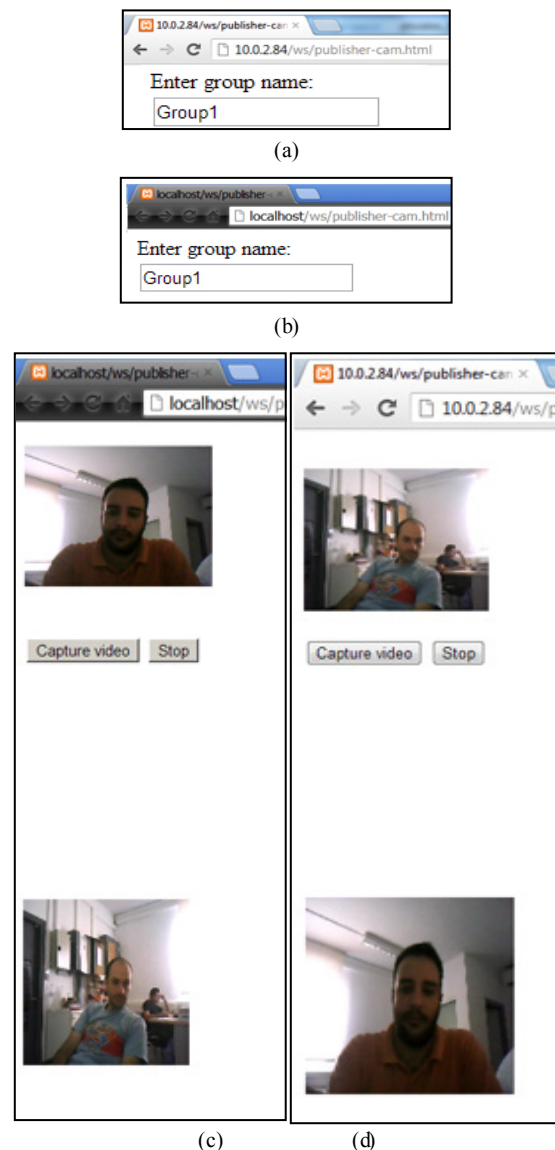 10.0.2.84/ws/publisher-can ×
10.0.2.84/ws/publisher-cam.html
Enter group name:
Group1
(a)
localhost/ws/publisher-
localhost/ws/publisher-cam.html
Enter group name:
Group1
(b)
localhost/ws/publisher-
localhost/ws/p
Capture video Stop
(c)
10.0.2.84/ws/publisher-can ×
10.0.2.84/ws/p
Capture video Stop
(d)